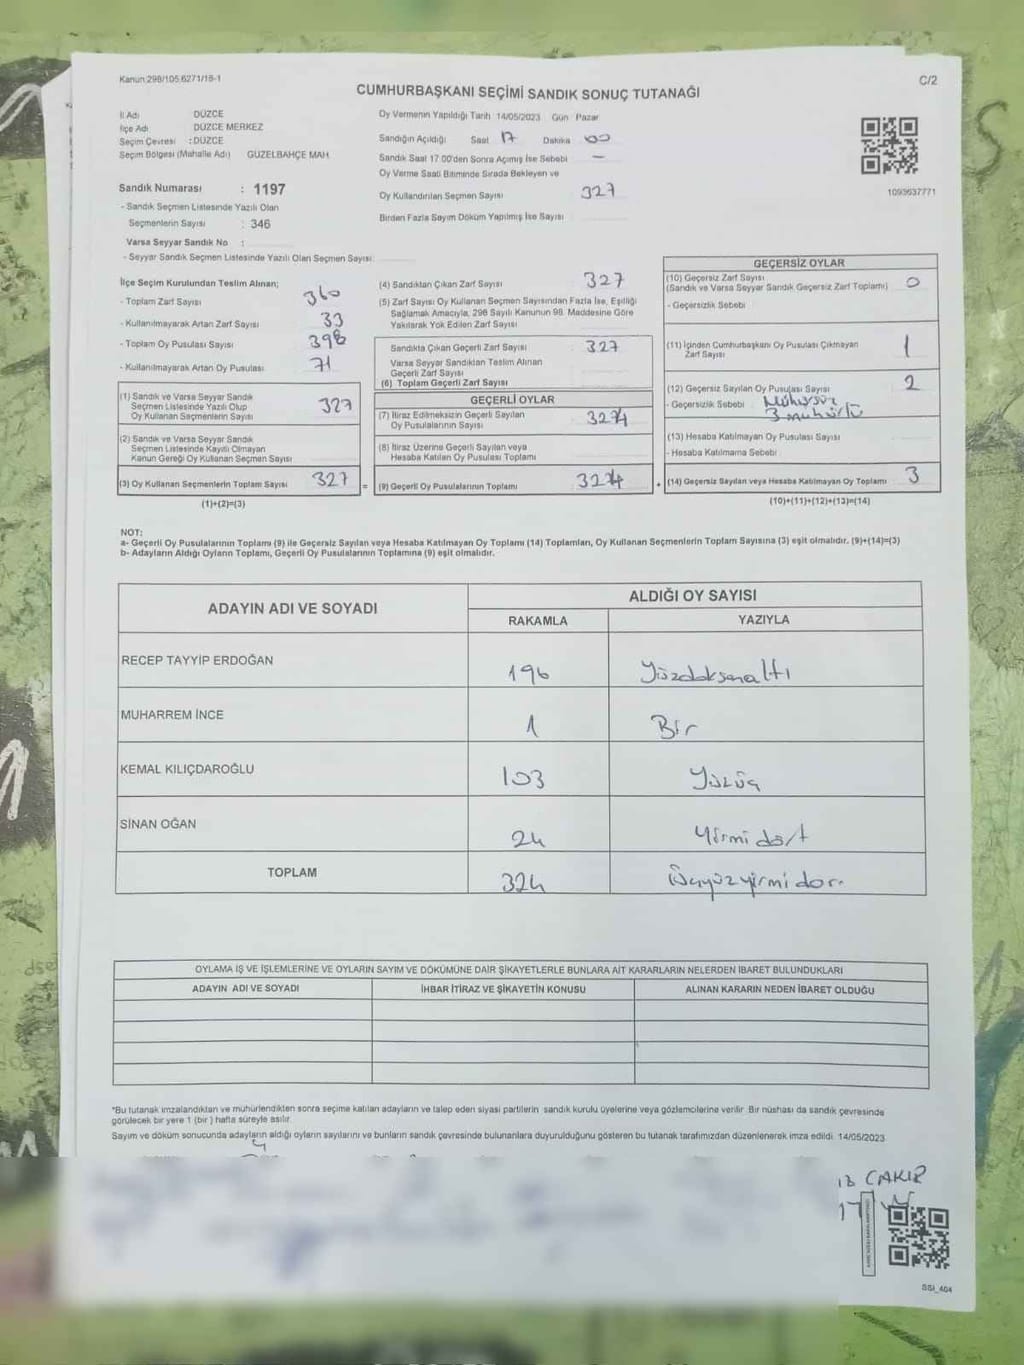 Kanun 298/105.6271/18-1
C/2
CUMHURBAŞKANI SEÇİMİ SANDIK SONUÇ TUTANAĞI
İl Adı DÜZCE
İlçe Adı DÜZCE MERKEZ
Seçim Çevresi : DÜZCE
Seçim Bölgesi (Mahalle Adı) GÜZELBAHÇE MAH.
Sandık Numarası : 1197
- Sandık Seçmen Listesinde Yazılı Olan
Seçmenlerin Sayısı : 346
Varsa Seyyar Sandık No :
- Seyyar Sandık Seçmen Listesinde Yazılı Olan Seçmen Sayısı:
Oy Vermenin Yapıldığı Tarih 14/05/2023 Gün Pazar
Sandığın Açıldığı Saat 17 Dakika 00
Sandık Saat 17.00'den Sonra Açılmış İse Sebebi —
Oy Verme Saati Bitiminde Sırada Bekleyen ve
Oy Kullandırılan Seçmen Sayısı 327
Birden Fazla Sayım Döküm Yapılmış İse Sayısı
1093637771
İlçe Seçim Kurulundan Teslim Alınan;
- Toplam Zarf Sayısı 360
- Kullanılmayarak Artan Zarf Sayısı 33
- Toplam Oy Pusulası Sayısı 398
- Kullanılmayarak Artan Oy Pusulası 71
(1) Sandık ve Varsa Seyyar Sandık
Seçmen Listesinde Yazılı Olup
Oy Kullanan Seçmenlerin Sayısı 327
(2) Sandık ve Varsa Seyyar Sandık
Seçmen Listesinde Kayıtlı Olmayan
Kanun Gereği Oy Kullanan Seçmen Sayısı
(3) Oy Kullanan Seçmenlerin Toplam Sayısı 327
(1)+(2)=(3)
(4) Sandıktan Çıkan Zarf Sayısı 327
(5) Zarf Sayısı Oy Kullanan Seçmen Sayısından Fazla İse, Eşitliği
Sağlamak Amacıyla, 298 Sayılı Kanunun 98. Maddesine Göre
Yakılarak Yok Edilen Zarf Sayısı
Sandıkta Çıkan Geçerli Zarf Sayısı 327
Varsa Seyyar Sandıktan Teslim Alınan
Geçerli Zarf Sayısı
(6) Toplam Geçerli Zarf Sayısı
GEÇERLİ OYLAR
(7) İtiraz Edilmeksizin Geçerli Sayılan
Oy Pusulalarının Sayısı 324
(8) İtiraz Üzerine Geçerli Sayılan veya
Hesaba Katılan Oy Pusulası Toplamı
= (9) Geçerli Oy Pusulalarının Toplamı 324 +
GEÇERSİZ OYLAR
(10) Geçersiz Zarf Sayısı 0
(Sandık ve Varsa Seyyar Sandık Geçersiz Zarf Toplamı)
- Geçersizlik Sebebi
(11) İçinden Cumhurbaşkanı Oy Pusulası Çıkmayan
Zarf Sayısı 1
(12) Geçersiz Sayılan Oy Pusulası Sayısı 2
- Geçersizlik Sebebi Mühürsüz
3 mühürlü
(13) Hesaba Katılmayan Oy Pusulası Sayısı
- Hesaba Katılmama Sebebi
(14) Geçersiz Sayılan veya Hesaba Katılmayan Oy Toplamı 3
(10)+(11)+(12)+(13)=(14)
NOT:
a- Geçerli Oy Pusulalarının Toplamı (9) ile Geçersiz Sayılan veya Hesaba Katılmayan Oy Toplamı (14) Toplamları, Oy Kullanan Seçmenlerin Toplam Sayısına (3) eşit olmalıdır. (9)+(14)=(3)
b- Adayların Aldığı Oyların Toplamı, Geçerli Oy Pusulalarının Toplamına (9) eşit olmalıdır.
ADAYIN ADI VE SOYADI
ALDIĞI OY SAYISI
RAKAMLA YAZIYLA
RECEP TAYYİP ERDOĞAN 196 Yüzdoksanaltı
MUHARREM İNCE 1 Bir
KEMAL KILIÇDAROĞLU 103 Yüzüç
SİNAN OĞAN 24 Yirmi dört
TOPLAM 324 Üçyüzyirmi dör
OYLAMA İŞ VE İŞLEMLERİNE VE OYLARIN SAYIM VE DÖKÜMÜNE DAİR ŞİKAYETLERLE BUNLARA AİT KARARLARIN NELERDEN İBARET BULUNDUKLARI
ADAYIN ADI VE SOYADI İHBAR İTİRAZ VE ŞİKAYETİN KONUSU ALINAN KARARIN NEDEN İBARET OLDUĞU
*Bu tutanak imzalandıktan ve mühürlendikten sonra seçime katılan adayların ve talep eden siyasi partilerin sandık kurulu üyelerine veya gözlemcilerine verilir. Bir nüshası da sandık çevresinde
görülecek bir yere 1 (bir) hafta süreyle asılır.
Sayım ve döküm sonucunda adayların aldığı oyların sayılarını ve bunların sandık çevresinde bulunanlara duyurulduğunu gösteren bu tutanak tarafımızdan düzenlenerek imza edildi. 14/05/2023
ÇAKIR
SSI_404